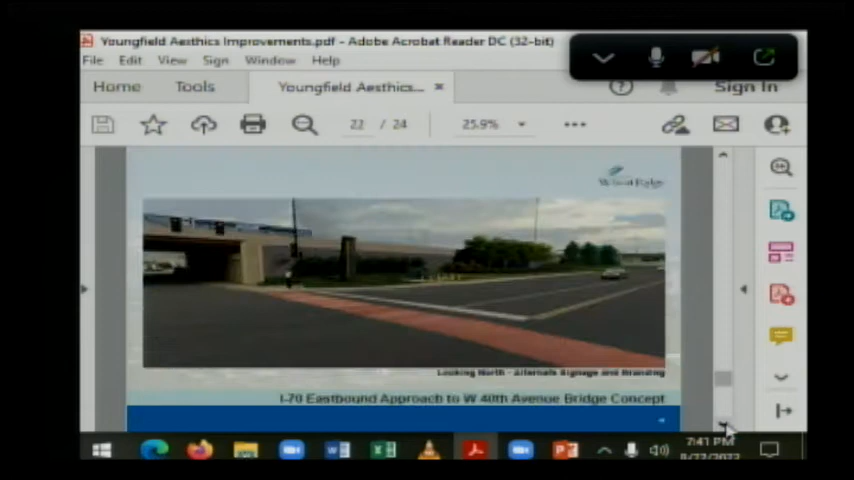 Youngfield Aesthics Improvements.pdf - Adobe Acrobat Reader DC (32-bit)
File Edit View Sign Window Help
Home Tools Youngfield Aesthics... × Sign In
22 / 24 25.9%
Wheat Ridge
Looking North - Alternate Signage and Branding
I-70 Eastbound Approach to W 40th Avenue Bridge Concept
7:41 PM